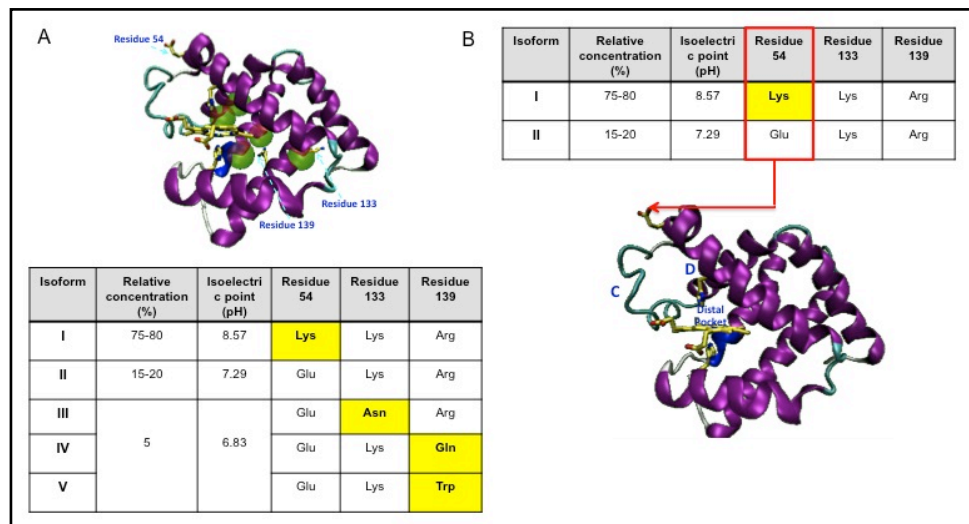 A
Residue 54
Residue 133
Residue 139
Isoform Relative concentration (%) Isoelectri c point (pH) Residue 54 Residue 133 Residue 139
I 75-80 8.57 Lys Lys Arg
II 15-20 7.29 Glu Lys Arg
III 5 6.83 Glu Asn Arg
IV Glu Lys Gln
V Glu Lys Trp
B
Isoform Relative concentration (%) Isoelectri c point (pH) Residue 54 Residue 133 Residue 139
I 75-80 8.57 Lys Lys Arg
II 15-20 7.29 Glu Lys Arg
D
C
Distal
Pocket